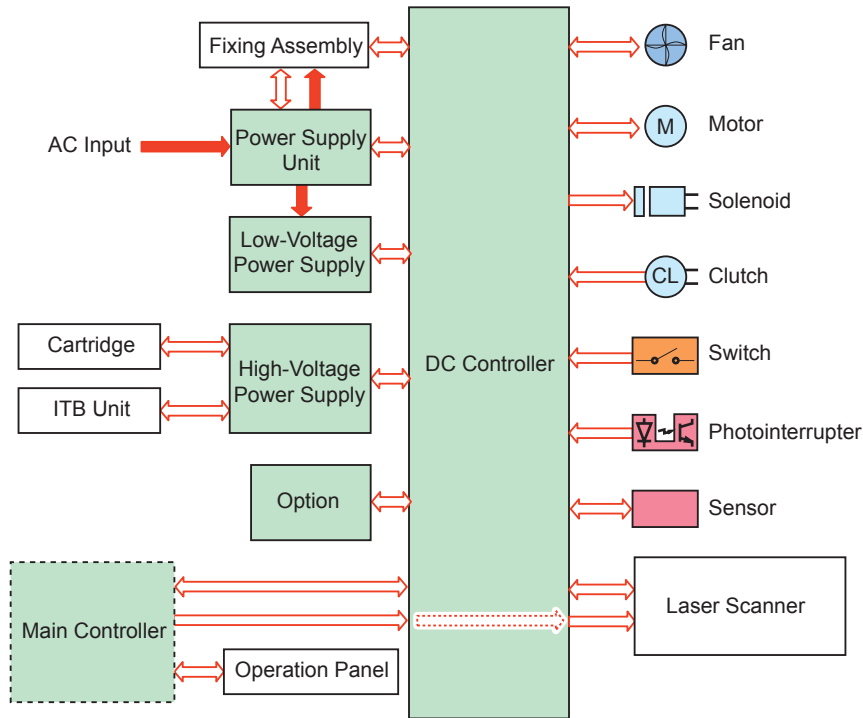 Fixing Assembly
AC Input
Power Supply
Unit
Low-Voltage
Power Supply
Cartridge
ITB Unit
High-Voltage
Power Supply
Option
Main Controller
Operation Panel
DC Controller
Fan
M
Motor
Solenoid
CL
Clutch
Switch
Photointerrupter
Sensor
Laser Scanner